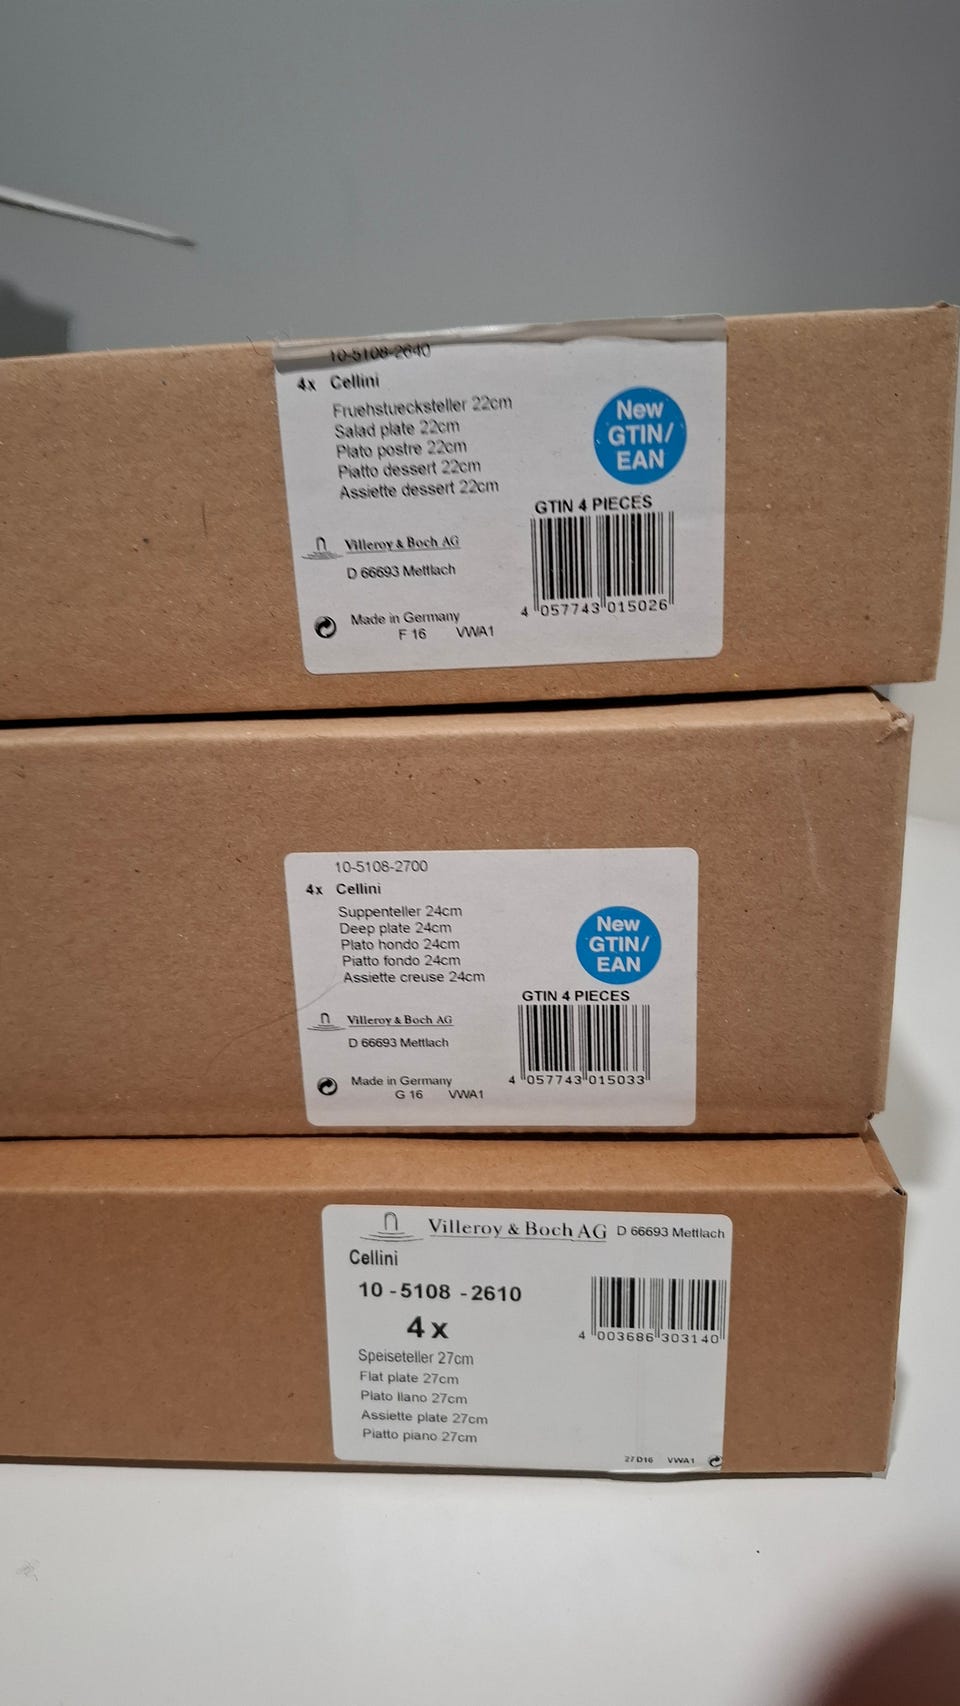 10-5108-2640
4x Cellini
Fruehstuecksteller 22cm
Salad plate 22cm
Plato postre 22cm
Piatto dessert 22cm
Assiette dessert 22cm
New
GTIN/
EAN
GTIN 4 PIECES
4 057743 015026
Villeroy & Boch AG
D 66693 Mettlach
Made in Germany
F 16 VWA1
10-5108-2700
4x Cellini
Suppenteller 24cm
Deep plate 24cm
Plato hondo 24cm
Piatto fondo 24cm
Assiette creuse 24cm
New
GTIN/
EAN
GTIN 4 PIECES
4 057743 015033
Villeroy & Boch AG
D 66693 Mettlach
Made in Germany
G 16 VWA1
Villeroy & Boch AG D 66693 Mettlach
Cellini
10 - 5108 - 2610
4 x
4 003686 303140
Speiseteller 27cm
Flat plate 27cm
Plato llano 27cm
Assiette plate 27cm
Piatto piano 27cm
27 D16 VWA1